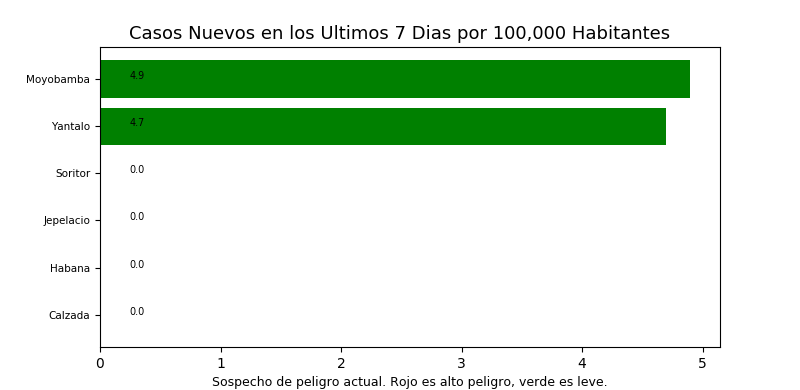 Casos Nuevos en los Ultimos 7 Dias por 100,000 Habitantes
Moyobamba 4.9
Yantalo 4.7
Soritor 0.0
Jepelacio 0.0
Habana 0.0
Calzada 0.0
0 1 2 3 4 5
Sospecho de peligro actual. Rojo es alto peligro, verde es leve.